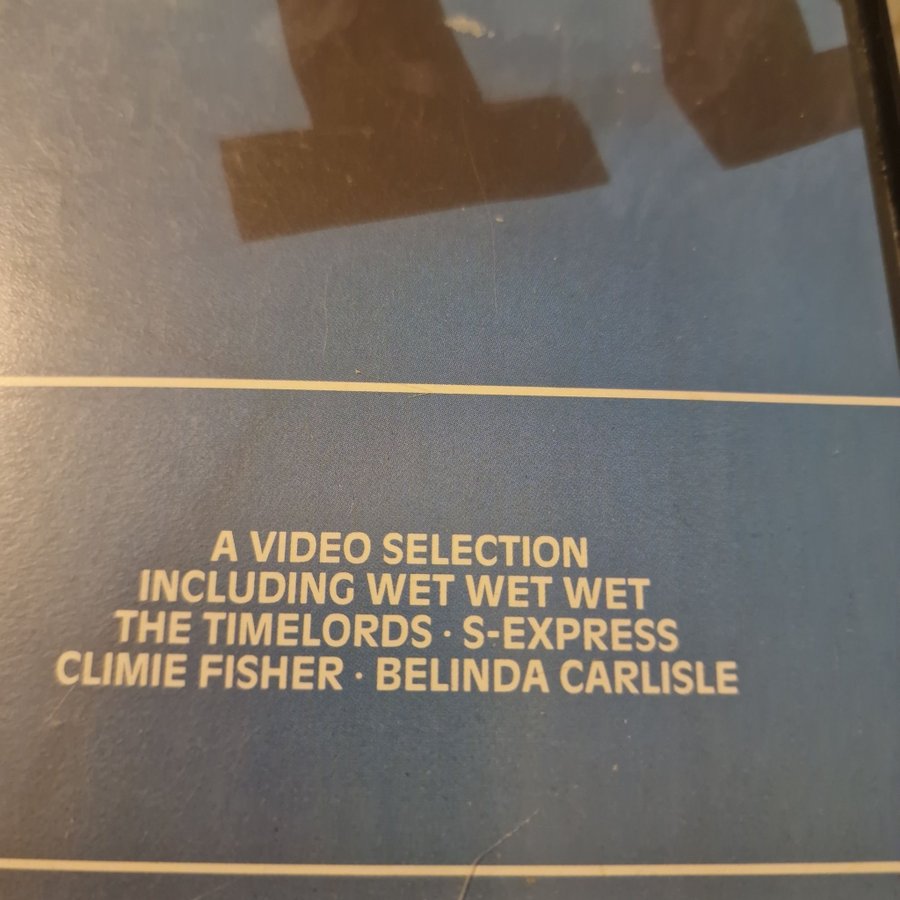 A VIDEO SELECTION
INCLUDING WET WET WET
THE TIMELORDS · S-EXPRESS
CLIMIE FISHER · BELINDA CARLISLE